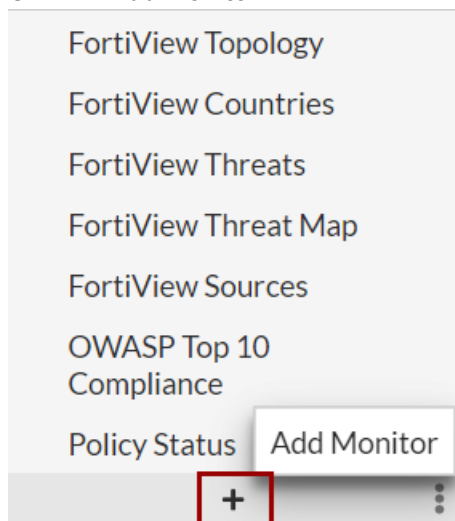 FortiView Topology
FortiView Countries
FortiView Threats
FortiView Threat Map
FortiView Sources
OWASP Top 10
Compliance
Policy Status
Add Monitor
+